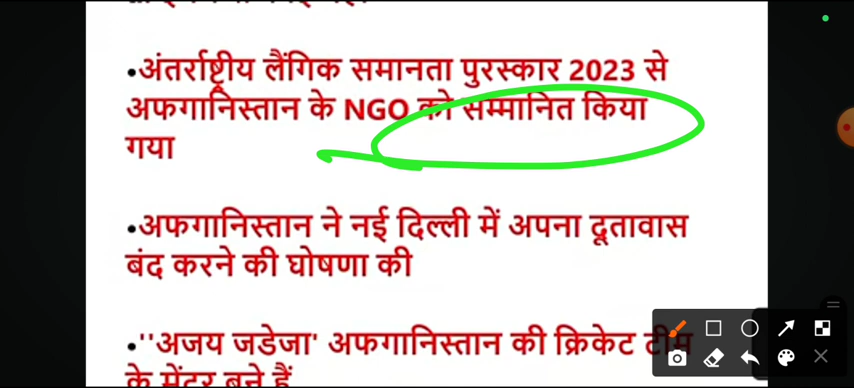 •अंतर्राष्ट्रीय लैंगिक समानता पुरस्कार 2023 से
अफगानिस्तान के NGO को सम्मानित किया
गया
•अफगानिस्तान ने नई दिल्ली में अपना दूतावास
बंद करने की घोषणा की
•''अजय जडेजा' अफगानिस्तान की क्रिकेट टीम
के मेंटर बने हैं